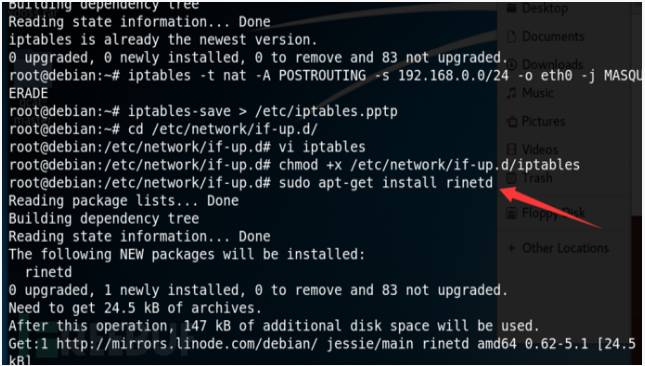 Building dependency tree
Reading state information... Done
iptables is already the newest version.
0 upgraded, 0 newly installed, 0 to remove and 83 not upgraded.
root@debian:~# iptables -t nat -A POSTROUTING -s 192.168.0.0/24 -o eth0 -j MASQU
ERADE
root@debian:~# iptables-save > /etc/iptables.pptp
root@debian:~# cd /etc/network/if-up.d/
root@debian:/etc/network/if-up.d# vi iptables
root@debian:/etc/network/if-up.d# chmod +x /etc/network/if-up.d/iptables
root@debian:/etc/network/if-up.d# sudo apt-get install rinetd
Reading package lists... Done
Building dependency tree
Reading state information... Done
The following NEW packages will be installed:
  rinetd
0 upgraded, 1 newly installed, 0 to remove and 83 not upgraded.
Need to get 24.5 kB of archives.
After this operation, 147 kB of additional disk space will be used.
Get:1 http://mirrors.linode.com/debian/ jessie/main rinetd amd64 0.62-5.1 [24.5
kB]
Desktop
Documents
Downloads
Music
Pictures
Videos
Trash
Floppy Disk
+ Other Locations